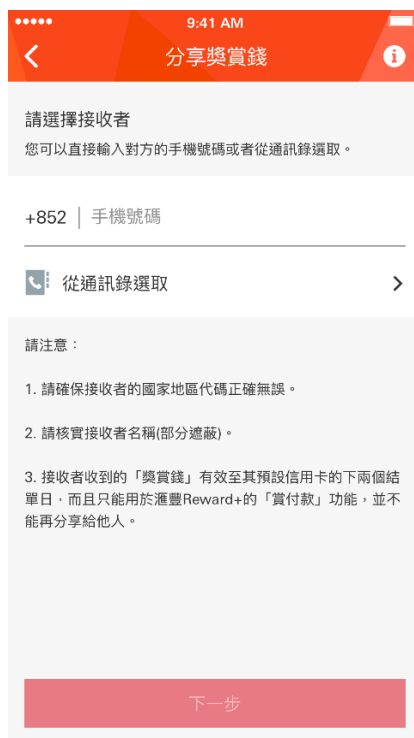 9:41 AM
分享獎賞錢
請選擇接收者
您可以直接輸入對方的手機號碼或者從通訊錄選取。
+852 | 手機號碼
從通訊錄選取
請注意：
1. 請確保接收者的國家地區代碼正確無誤。
2. 請核實接收者名稱(部分遮蔽)。
3. 接收者收到的「獎賞錢」有效至其預設信用卡的下兩個結
單日，而且只能用於滙豐Reward+的「賞付款」功能，並不
能再分享給他人。
下一步